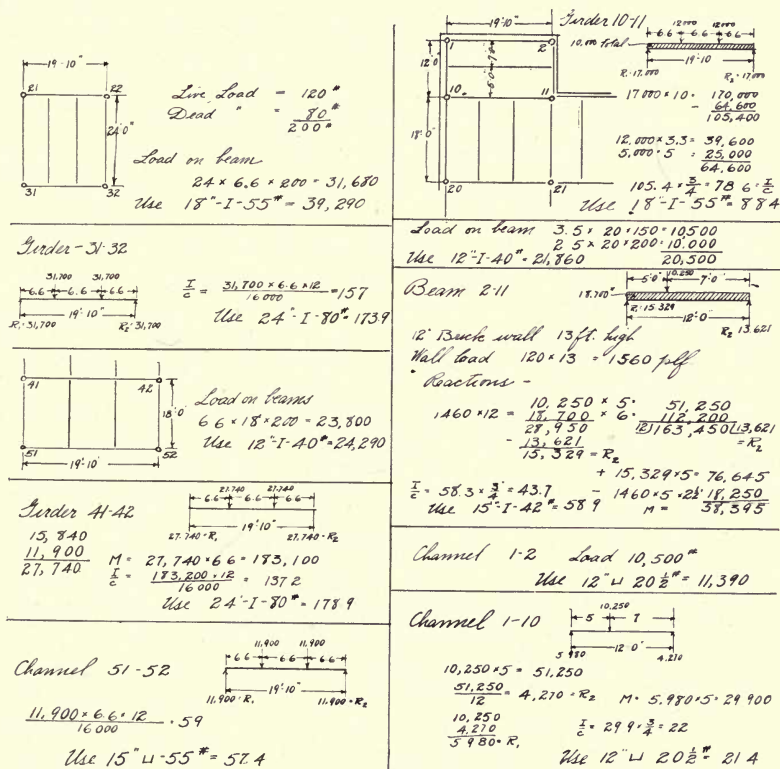 19'-10"
21
22
24'0"
31
32
Live Load = 120#
Dead " = 80#
200#
Load on beam
24 × 6.6 × 200 = 31,680
Use 18"-I-55# = 39,290
Girder-31-32
31,700 31,700
6.6 6.6 6.6
19'-10"
R₁=31,700 R₂=31,700
I/c = 31,700 × 6.6 × 12 / 16000 = 157
Use 24"-I-80# = 173.9
41
42
18'0"
51
52
19'-10"
Load on beams
6 6 × 18 × 200 = 23,800
Use 12"-I-40# = 24,290
Girder 41-42
27.740 27.740
6.6 6.6 6.6
19'10"
27.740=R₁ 27.740=R₂
15,840
11,900
27,740
M = 27,740 × 6 6 = 183,100
I/c = 183,200 × 12 / 16000 = 137 2
Use 24"-I-80# = 178 9
Channel 51-52
11,900 11,900
6 6 6 6 6 6
19'-10"
11,900=R₁ 11,900=R₂
11,900 × 6.6 × 12 / 16000 = 59
Use 15"⊔-55# = 57.4
19'-10"
1
2
12'0"
5'0-7'0
10
11
18'-0"
20
21
Girder 10-11
12000 12000
6 6 6.6 6 6
10.000 total
19'10
R₁=17.000 R₂=17.000
17 000 × 10 = 170,000
- 64,600
105,400
12,000 × 3.3 = 39,600
5,000 · 5 = 25,000
64,600
105.4 × 3/4 = 78 6 = I/c
Use 18"-I-55# = 88 4
Load on beam 3.5 × 20 × 150 = 10,500
2 5 × 20 × 200 = 10.000
Use 12"-I-40# = 21,860 20,500
Beam 2-11
5'0" 10,250 7'0"
18.700#
R₁=15.329
12'0"
R₂ 13.621
12" Brick wall 13 ft. high
Wall load 120 × 13 = 1560 plf
Reactions -
10,250 × 5 = 51,250
1460 × 12 = 18,700 × 6 = 112,200
28,950 12)163,450(13,621
- 13,621 = R₂
15,329 = R₂
+ 15,329 × 5 = 76,645
I/c = 58.3 × 3/4 = 43.7 - 1460 × 5 × 2½ = 18,250
Use 15"-I-42# = 58 9 M = 58,395
Channel 1-2 Load 10,500#
Use 12"⊔ 20½# = 11,390
Channel 1-10
10,250
5 7
12'0"
5 980 4,210
10,250 × 5 = 51,250
51,250 / 12 = 4,270 = R₂ M = 5,980 × 5 = 29 900
10,250
4,270
5 980 = R₁
I/c = 29 9 × 3/4 = 22
Use 12"⊔ 20½# = 21 4